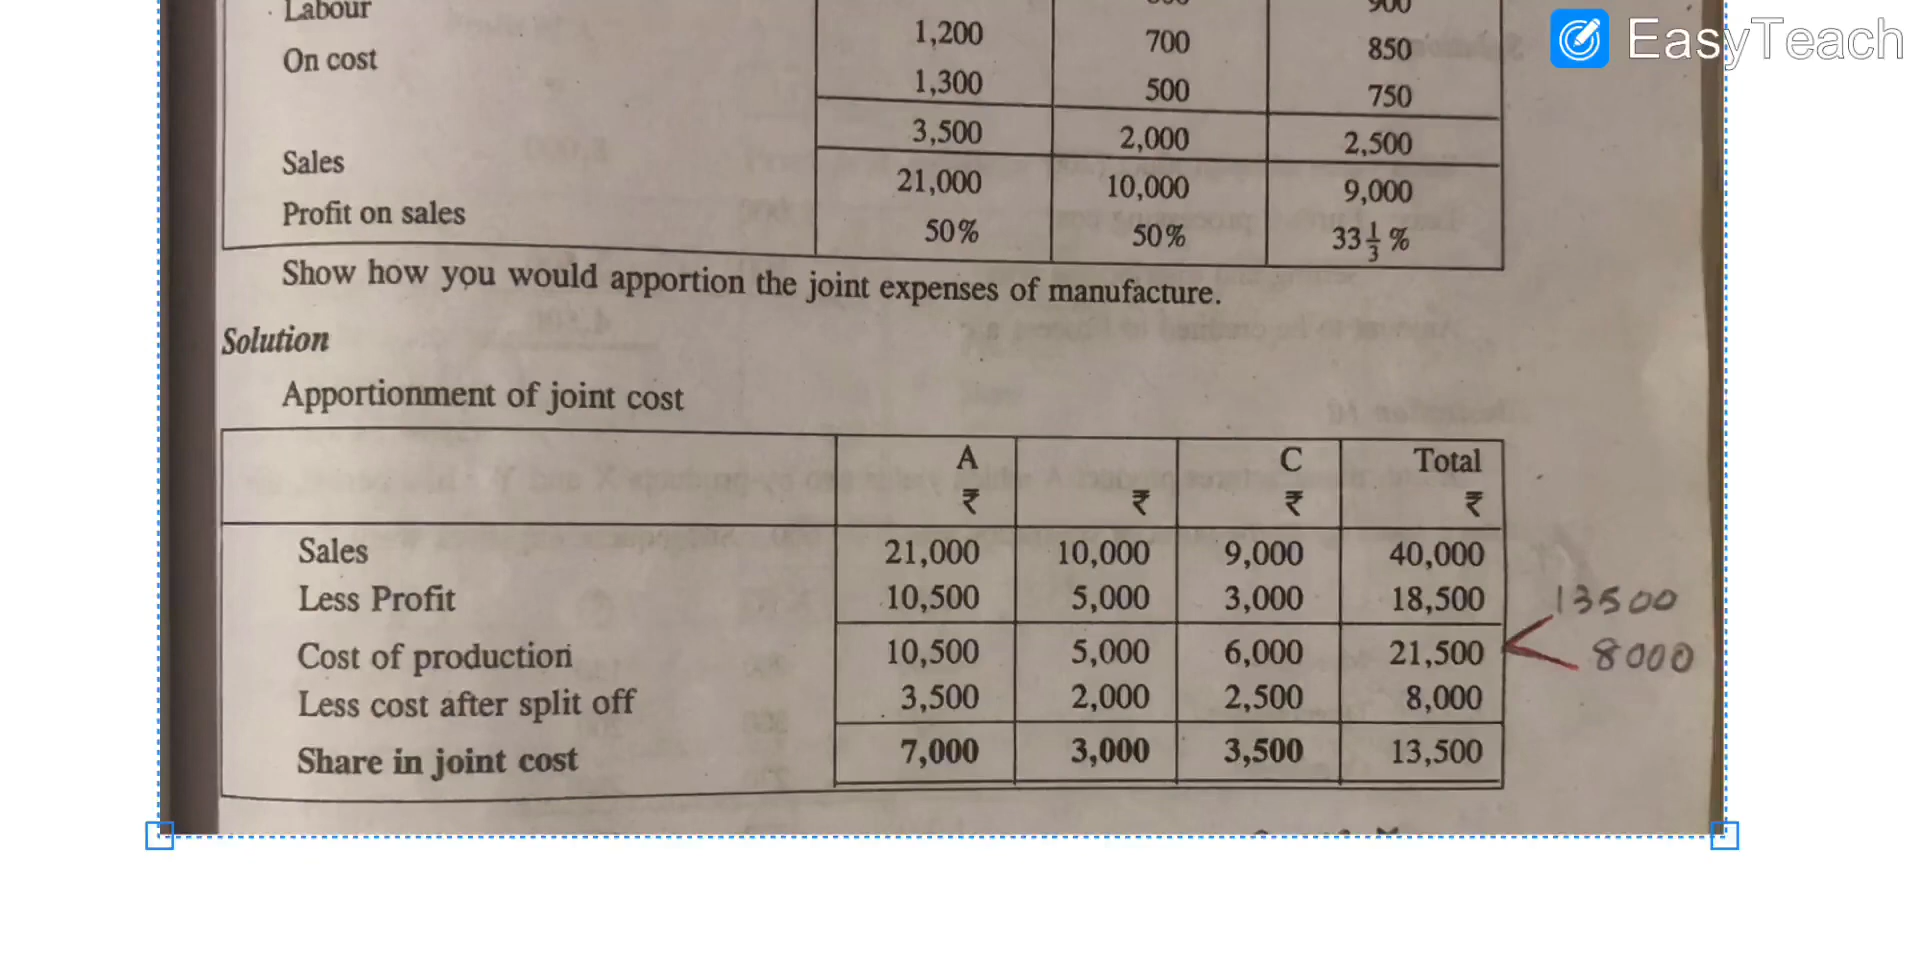 Labour
1,200 700 850
On cost
1,300 500 750
3,500 2,000 2,500
Sales 21,000 10,000 9,000
Profit on sales 50% 50% 33⅓%
Show how you would apportion the joint expenses of manufacture.
Solution
Apportionment of joint cost
A C Total
₹ ₹ ₹ ₹
Sales 21,000 10,000 9,000 40,000
Less Profit 10,500 5,000 3,000 18,500 13500
Cost of production 10,500 5,000 6,000 21,500 8000
Less cost after split off 3,500 2,000 2,500 8,000
Share in joint cost 7,000 3,000 3,500 13,500
EasyTeach